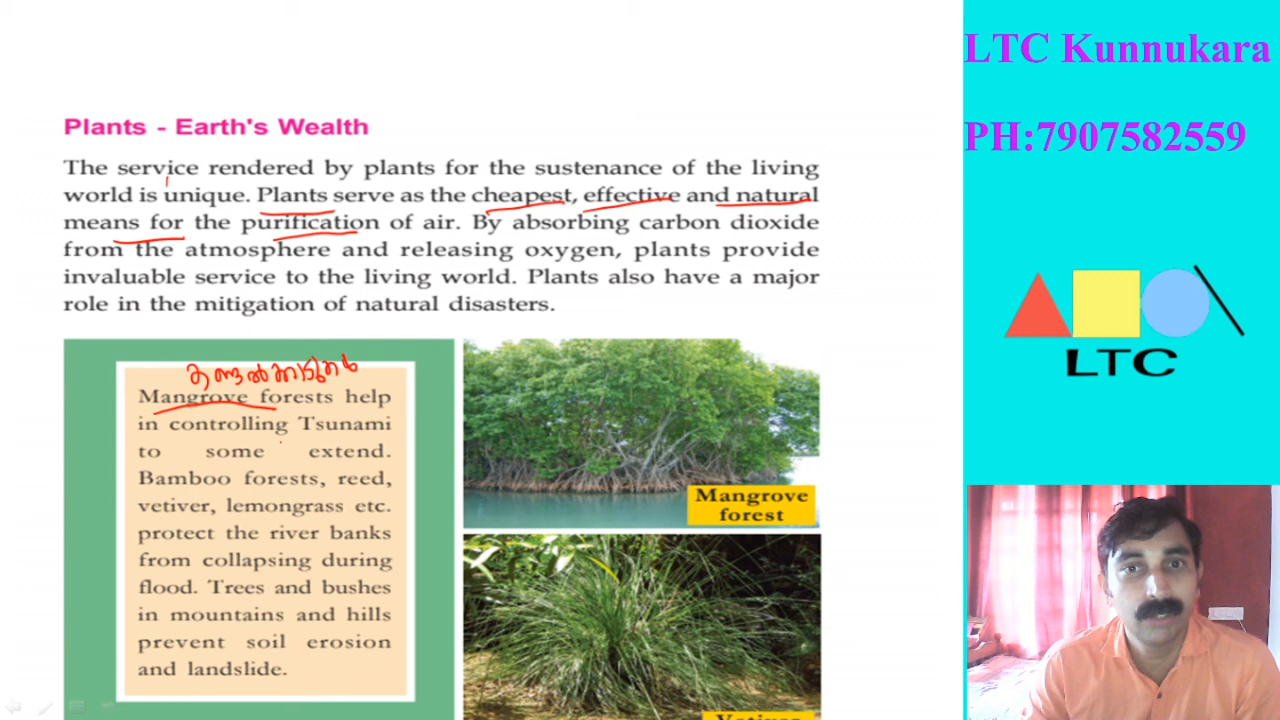 LTC Kunnukara
PH:7907582559
Plants - Earth's Wealth
The service rendered by plants for the sustenance of the living
world is unique. Plants serve as the cheapest, effective and natural
means for the purification of air. By absorbing carbon dioxide
from the atmosphere and releasing oxygen, plants provide
invaluable service to the living world. Plants also have a major
role in the mitigation of natural disasters.
കണ്ടൽക്കാടുകൾ
Mangrove forests help
in controlling Tsunami
to some extend.
Bamboo forests, reed,
vetiver, lemongrass etc.
protect the river banks
from collapsing during
flood. Trees and bushes
in mountains and hills
prevent soil erosion
and landslide.
Mangrove
forest
LTC